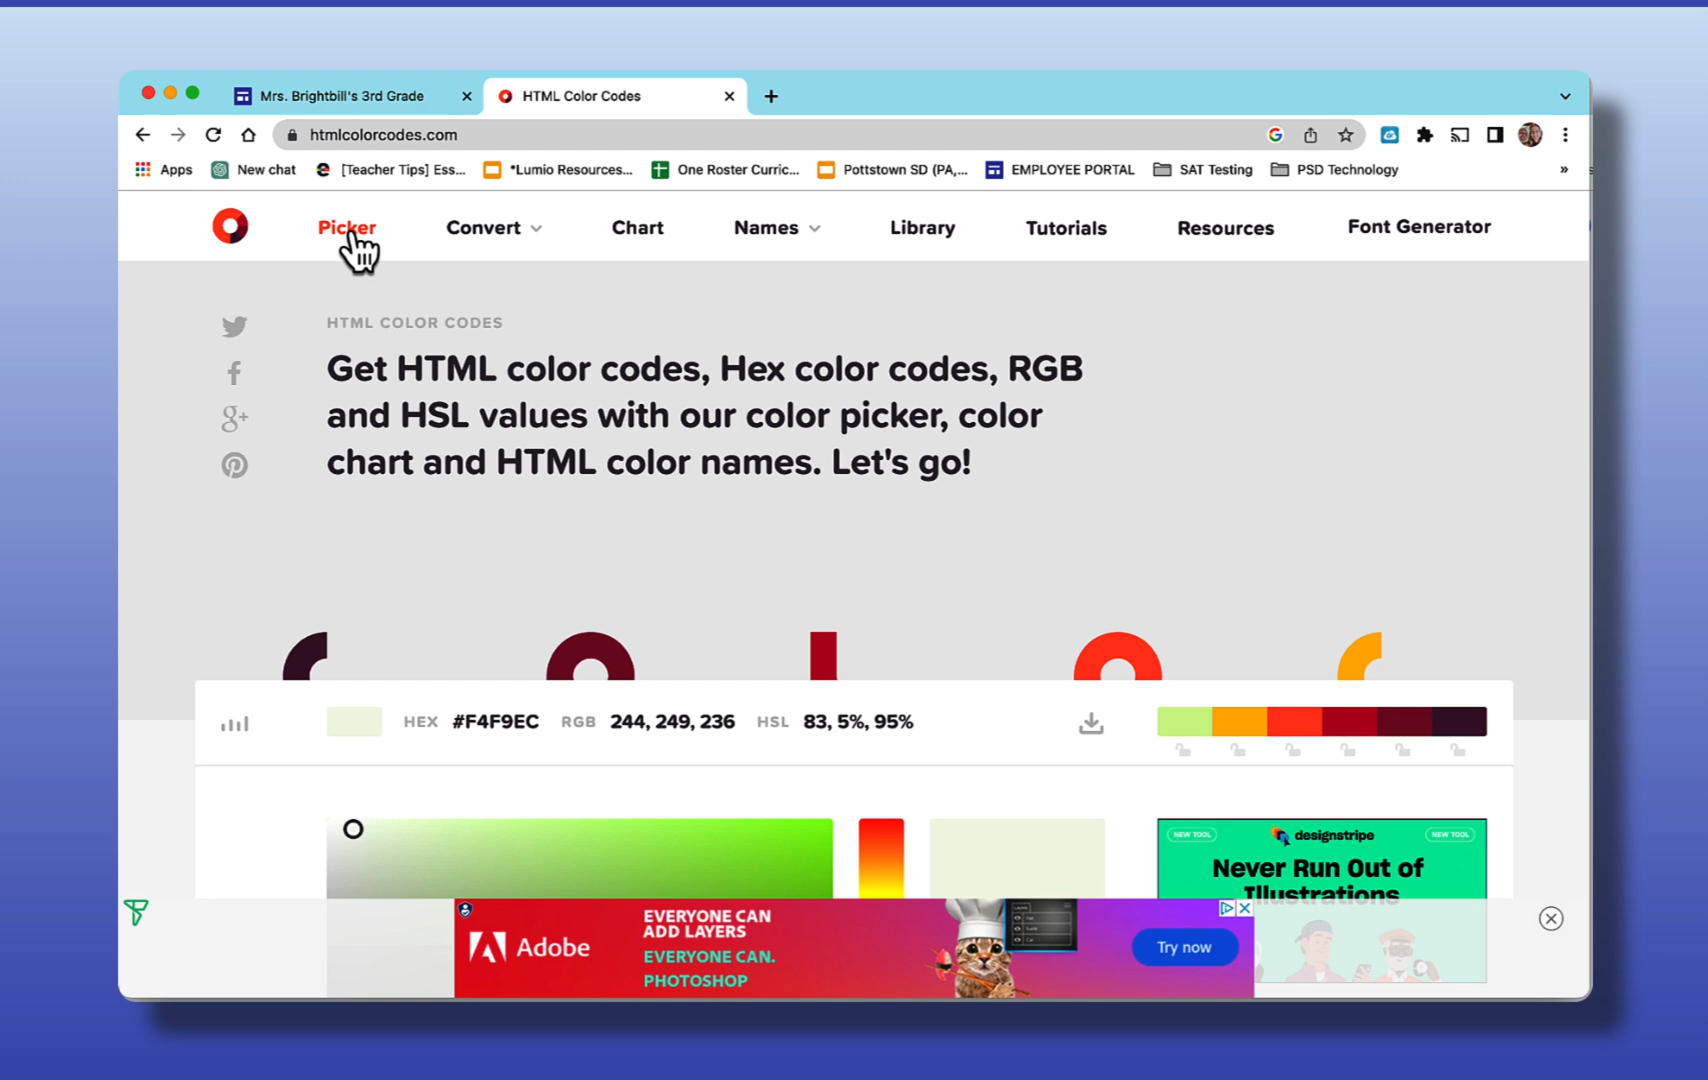 Mrs. Brightbill's 3rd Grade
HTML Color Codes
htmlcolorcodes.com
Apps
New chat
[Teacher Tips] Ess...
*Lumio Resources...
One Roster Curric...
Pottstown SD (PA,...
EMPLOYEE PORTAL
SAT Testing
PSD Technology
»
Picker
Convert
Chart
Names
Library
Tutorials
Resources
Font Generator
HTML COLOR CODES
Get HTML color codes, Hex color codes, RGB
and HSL values with our color picker, color
chart and HTML color names. Let's go!
HEX #F4F9EC RGB 244, 249, 236 HSL 83, 5%, 95%
NEW TOOL
designstripe
NEW TOOL
Never Run Out of
Illustrations
Adobe
EVERYONE CAN
ADD LAYERS
EVERYONE CAN.
PHOTOSHOP
Try now